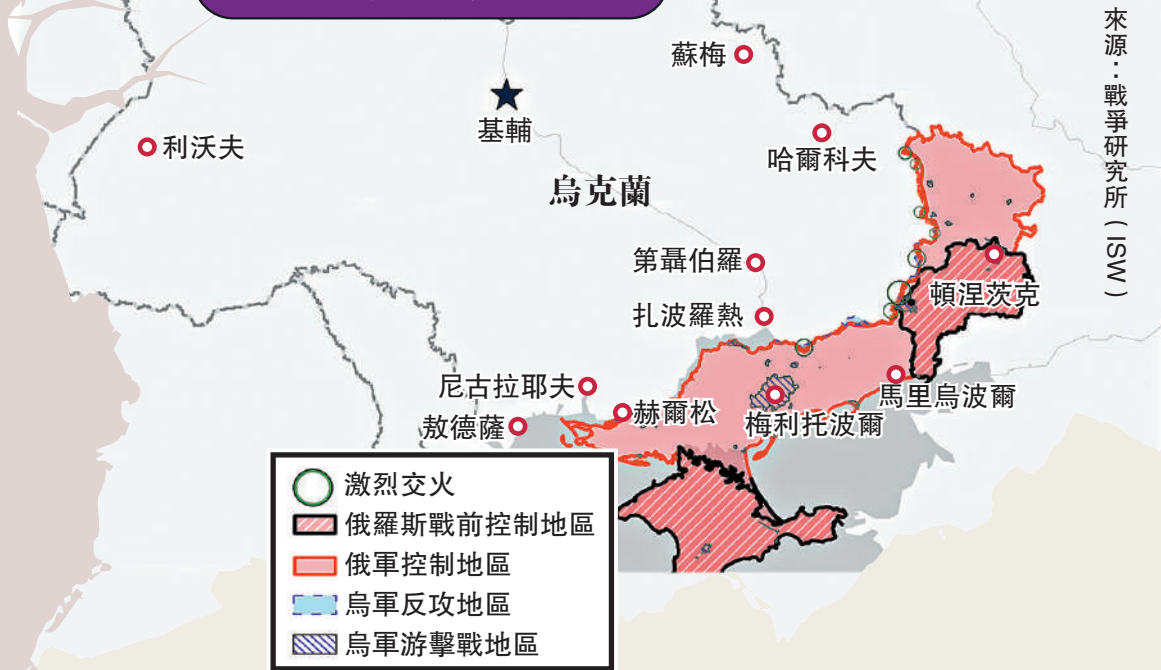 蘇梅
來源：戰爭研究所（ISW）
基輔
利沃夫
哈爾科夫
烏克蘭
第聶伯羅
頓涅茨克
扎波羅熱
尼古拉耶夫
馬里烏波爾
赫爾松
敖德薩
梅利托波爾
激烈交火
俄羅斯戰前控制地區
俄軍控制地區
烏軍反攻地區
烏軍游擊戰地區